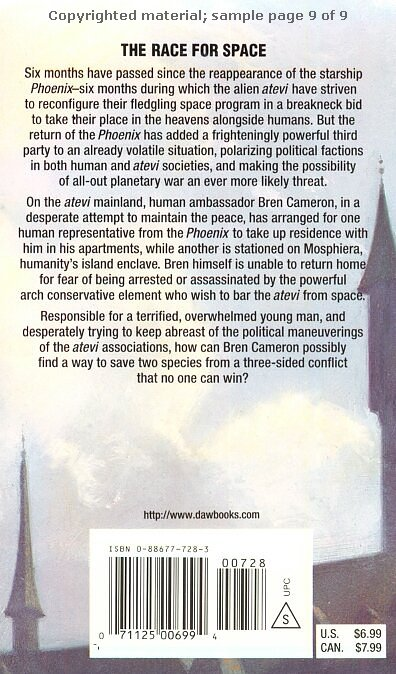 Copyrighted material; sample page 9 of 9
THE RACE FOR SPACE
Six months have passed since the reappearance of the starship
Phoenix–six months during which the alien atevi have striven
to reconfigure their fledgling space program in a breakneck bid
to take their place in the heavens alongside humans. But the
return of the Phoenix has added a frighteningly powerful third
party to an already volatile situation, polarizing political factions
in both human and atevi societies, and making the possibility
of all-out planetary war an ever more likely threat.
On the atevi mainland, human ambassador Bren Cameron, in a
desperate attempt to maintain the peace, has arranged for one
human representative from the Phoenix to take up residence with
him in his apartments, while another is stationed on Mosphiera,
humanity's island enclave. Bren himself is unable to return home
for fear of being arrested or assassinated by the powerful
arch conservative element who wish to bar the atevi from space.
Responsible for a terrified, overwhelmed young man, and
desperately trying to keep abreast of the political maneuverings
of the atevi associations, how can Bren Cameron possibly
find a way to save two species from a three-sided conflict
that no one can win?
http://www.dawbooks.com
ISBN 0-88677-728-3
00728
UPC
S
0 71125 00699 4
U.S. $6.99
CAN. $7.99